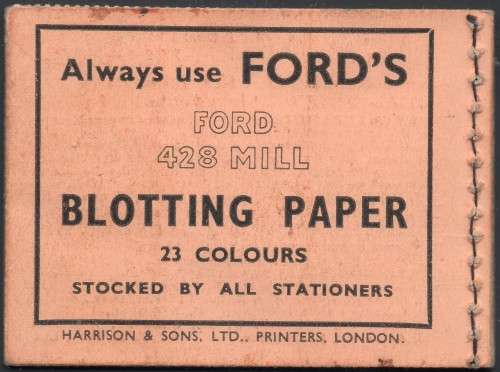 Always use FORD'S
FORD
428 MILL
BLOTTING PAPER
23 COLOURS
STOCKED BY ALL STATIONERS
HARRISON & SONS, LTD., PRINTERS, LONDON.